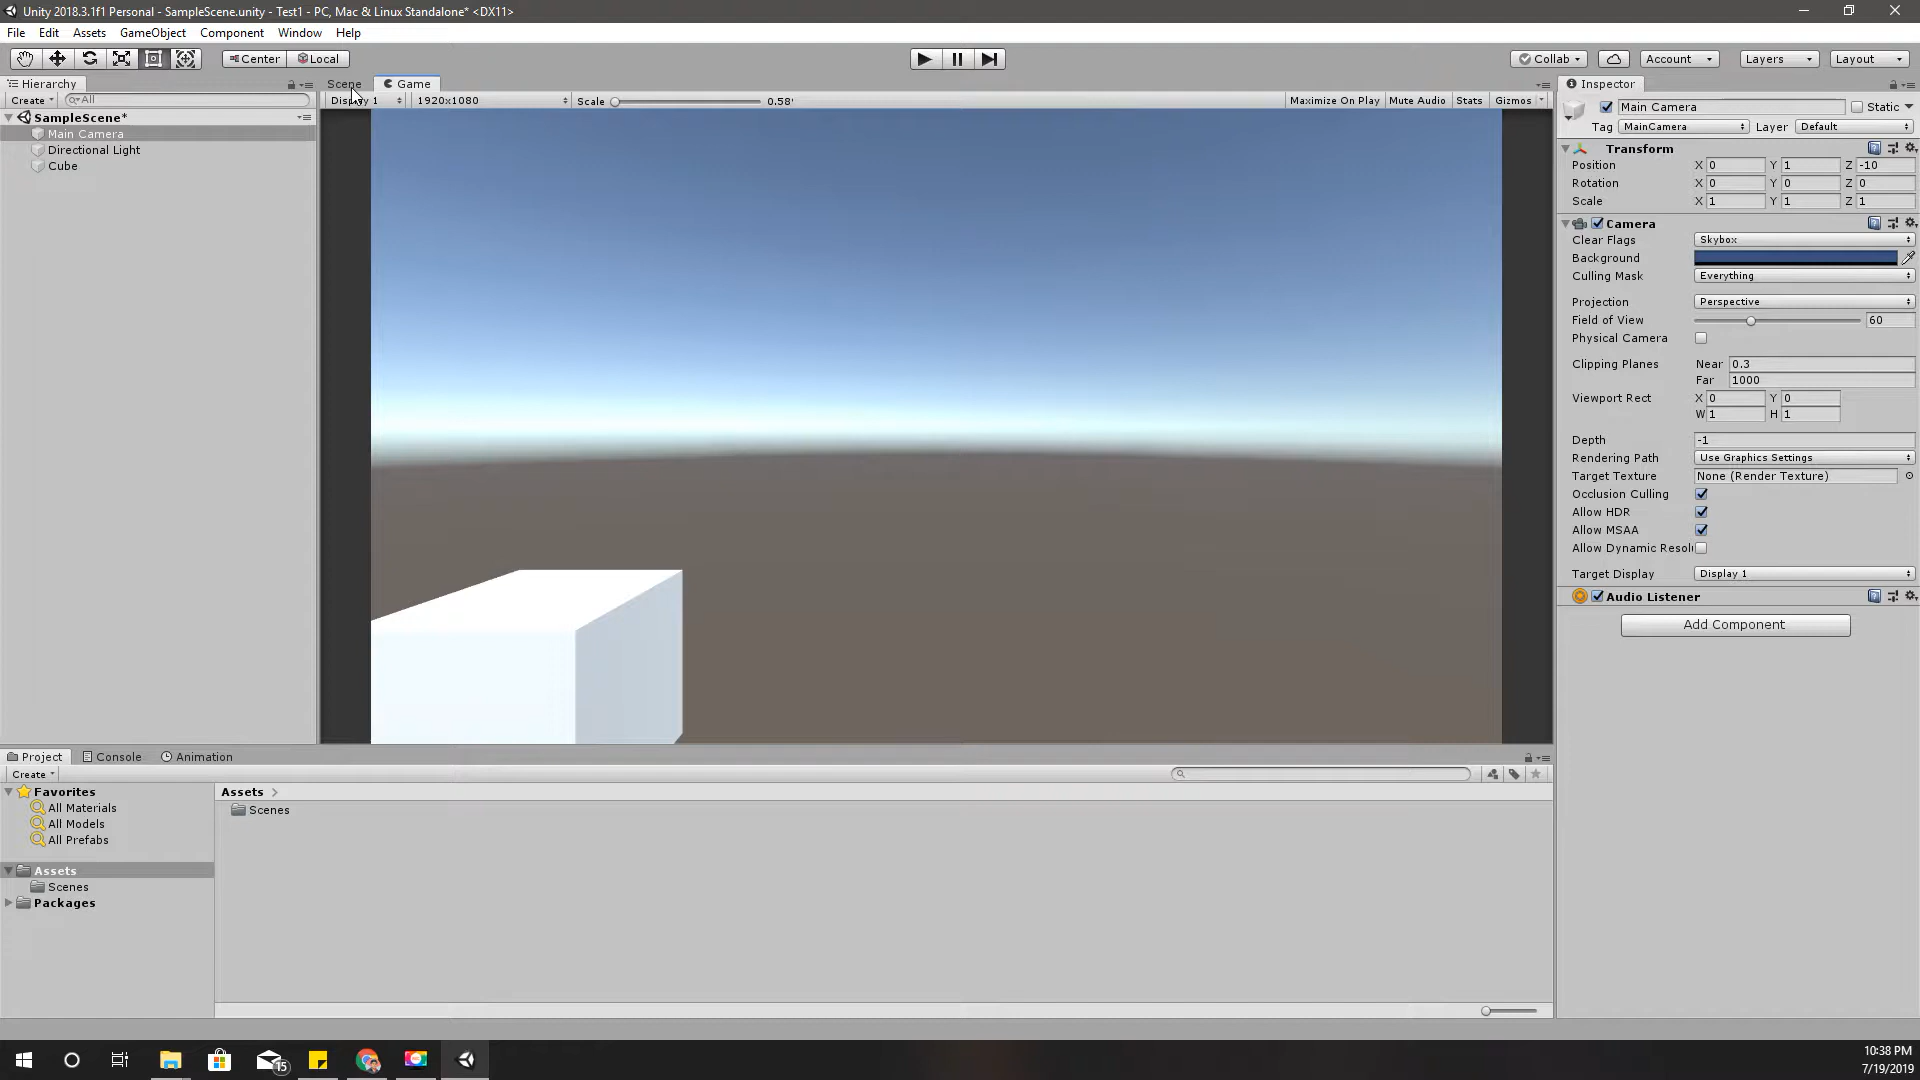 Unity 2018.3.1f1 Personal - SampleScene.unity - Test1 - PC, Mac & Linux Standalone* <DX11>
File Edit Assets GameObject Component Window Help
Center Local Collab Account Layers Layout
Hierarchy
Create All
SampleScene*
Main Camera
Directional Light
Cube
Scene Game
Display 1 1920x1080 Scale 0.58 Maximize On Play Mute Audio Stats Gizmos
Inspector
Main Camera Static
Tag MainCamera Layer Default
Transform
Position X 0 Y 1 Z -10
Rotation X 0 Y 0 Z 0
Scale X 1 Y 1 Z 1
Camera
Clear Flags Skybox
Background
Culling Mask Everything
Projection Perspective
Field of View 60
Physical Camera
Clipping Planes Near 0.3
Far 1000
Viewport Rect X 0 Y 0
W 1 H 1
Depth -1
Rendering Path Use Graphics Settings
Target Texture None (Render Texture)
Occlusion Culling
Allow HDR
Allow MSAA
Allow Dynamic Resol
Target Display Display 1
Audio Listener
Add Component
Project Console Animation
Create
Favorites
All Materials
All Models
All Prefabs
Assets
Scenes
Packages
Assets
Scenes
15
10:38 PM
7/19/2019